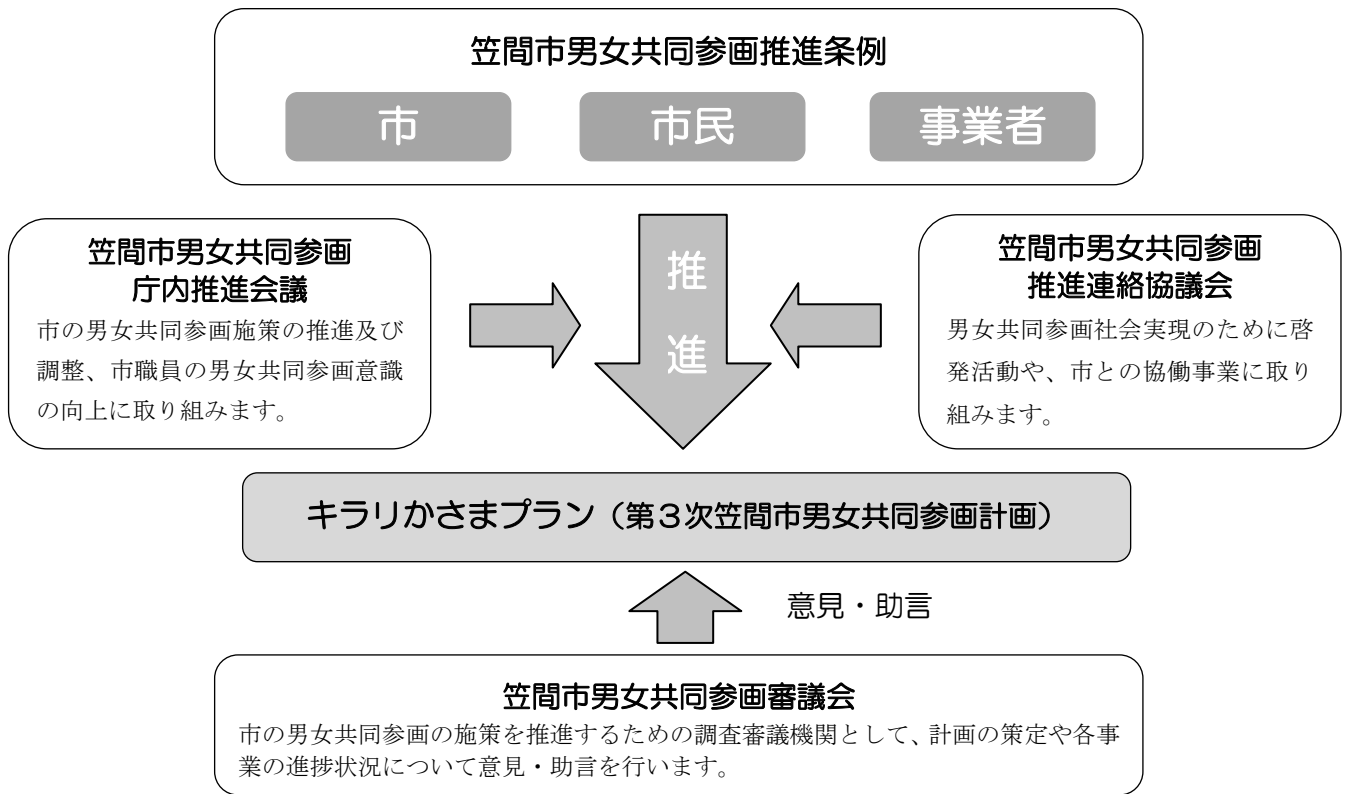 笠間市男女共同参画推進条例
市
市民
事業者
笠間市男女共同参画
庁内推進会議
市の男女共同参画施策の推進及び
調整、市職員の男女共同参画意識
の向上に取り組みます。
推
進
笠間市男女共同参画
推進連絡協議会
男女共同参画社会実現のために啓
発活動や、市との協働事業に取り
組みます。
キラリかさまプラン（第３次笠間市男女共同参画計画）
意見・助言
笠間市男女共同参画審議会
市の男女共同参画の施策を推進するための調査審議機関として、計画の策定や各事
業の進捗状況について意見・助言を行います。